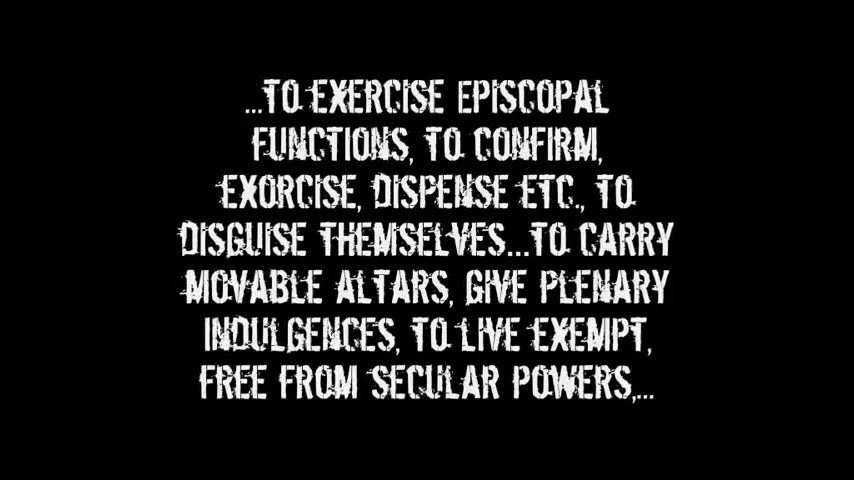 ...TO EXERCISE EPISCOPAL
FUNCTIONS, TO CONFIRM,
EXORCISE, DISPENSE ETC., TO
DISGUISE THEMSELVES...TO CARRY
MOVABLE ALTARS, GIVE PLENARY
INDULGENCES, TO LIVE EXEMPT,
FREE FROM SECULAR POWERS,...